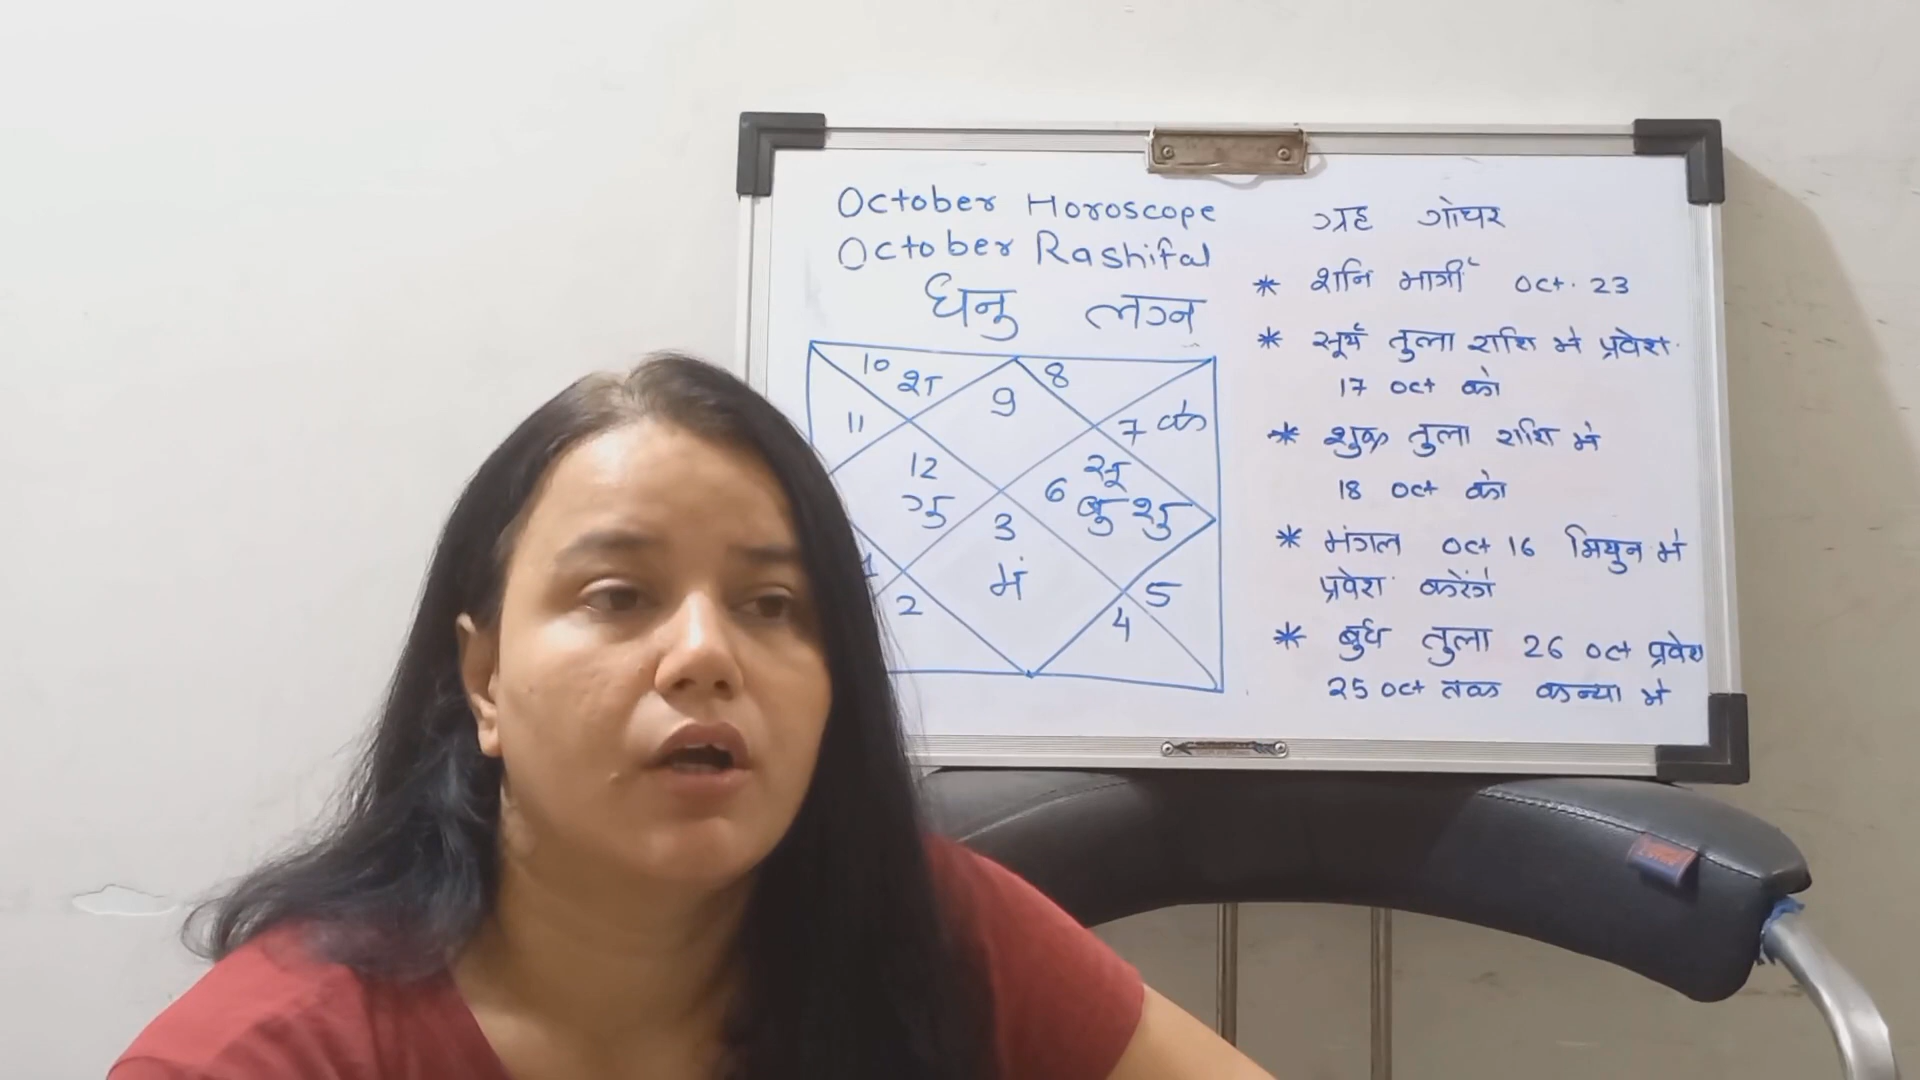 October Horoscope
October Rashifal
धनु लग्न
10 श
8
9
11
7 के
12
गु
6 सू
बु शु
3
मं
5
2
4
ग्रह गोचर
* शनि मार्गी Oct. 23
* सूर्य तुला राशि मे प्रवेश
17 Oct को
* शुक्र तुला राशि मे
18 Oct को
* मंगल Oct 16 मिथुन मे
प्रवेश करेंगे
* बुध तुला 26 Oct प्रवेश
25 Oct तक कन्या मे